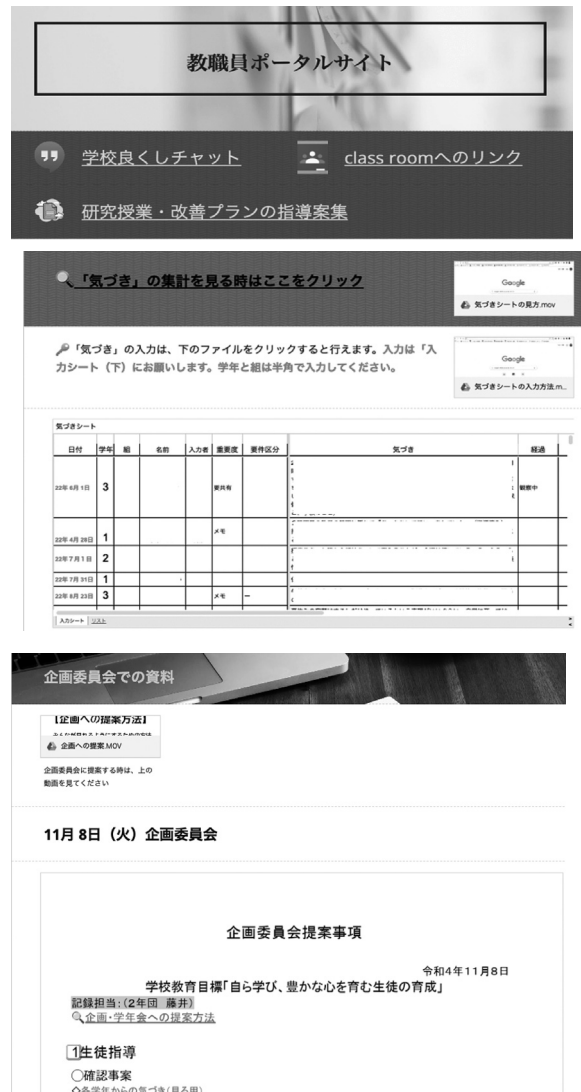 教職員ポータルサイト
学校良くしチャット
class roomへのリンク
研究授業・改善プランの指導案集
「気づき」の集計を見る時はここをクリック
Google
気づきシートの見方.mov
「気づき」の入力は、下のファイルをクリックすると行えます。入力は「入
力シート（下）にお願いします。学年と組は半角で入力してください。
Google
気づきシートの入力方法.m...
気づきシート
日付 学年 組 名前 入力者 重要度 要件区分 気づき 経過
22年 6月 1日 3 要共有 観察中
22年 4月 28日 1 メモ
22年 7月 1日 2
22年 7月 31日 1
22年 8月 23日 3 メモ ー
入力シート リスト
企画委員会での資料
【企画への提案方法】
企画への提案.MOV
企画委員会に提案する時は、上の
動画を見てください
11月 8日（火）企画委員会
企画委員会提案事項
令和4年11月8日
学校教育目標「自ら学び、豊かな心を育む生徒の育成」
記録担当：（2年団 藤井）
企画・学年会への提案方法
1生徒指導
○確認事案
◇各学年からの気づき（見る用）